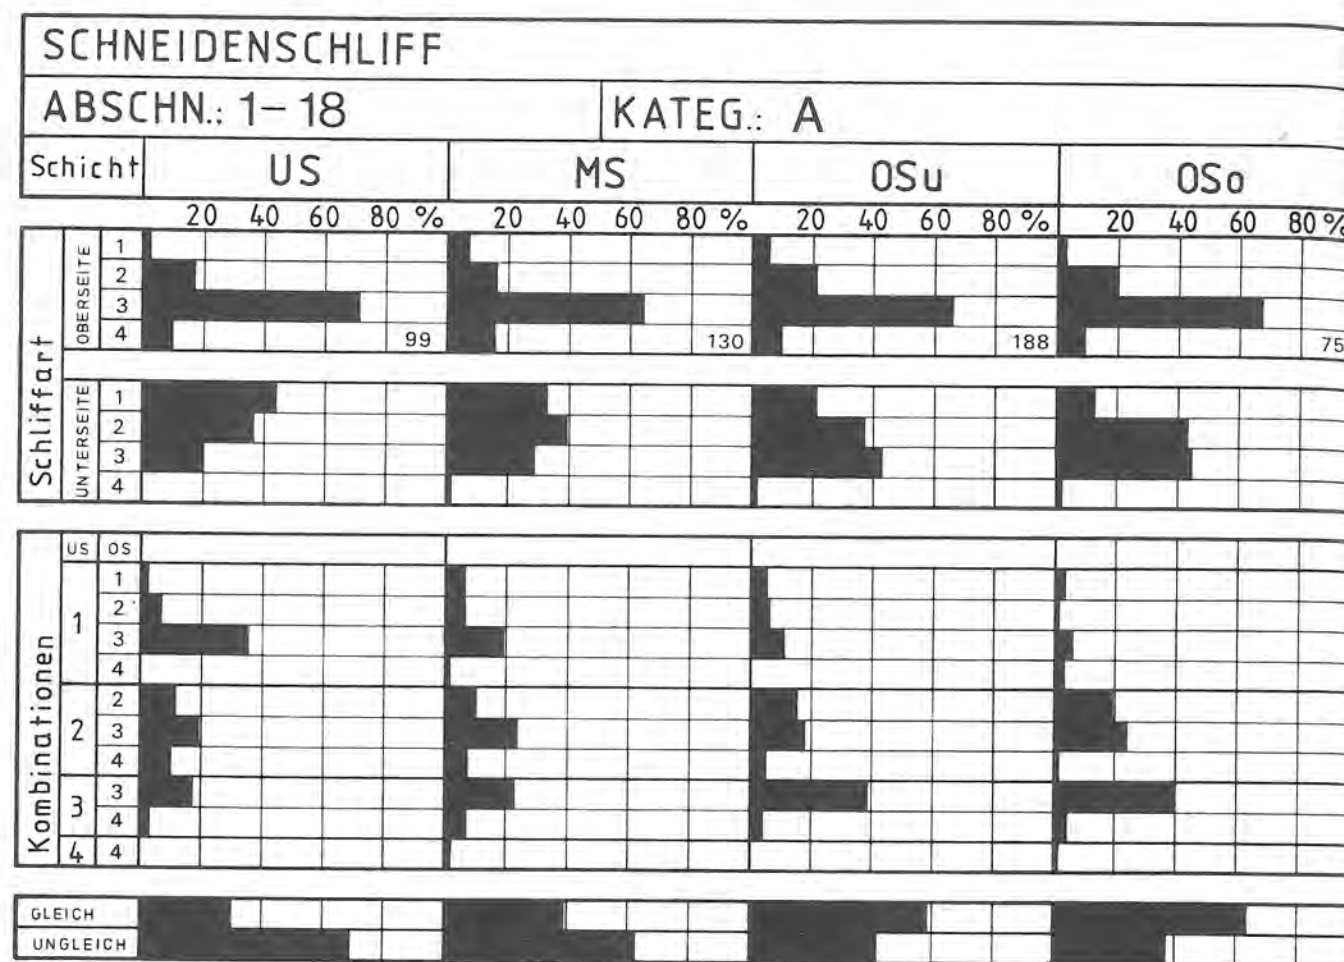 SCHNEIDENSCHLIFF
ABSCHN.: 1-18 KATEG.: A
Schicht US MS OSu OSo
20 40 60 80 % 20 40 60 80 % 20 40 60 80 % 20 40 60 80 %
Schliffart
OBERSEITE
1
2
3
4 99 130 188 75
UNTERSEITE
1
2
3
4
Kombinationen
US OS
1
1
2
3
4
2
2
3
4
3
3
4
4 4
GLEICH
UNGLEICH